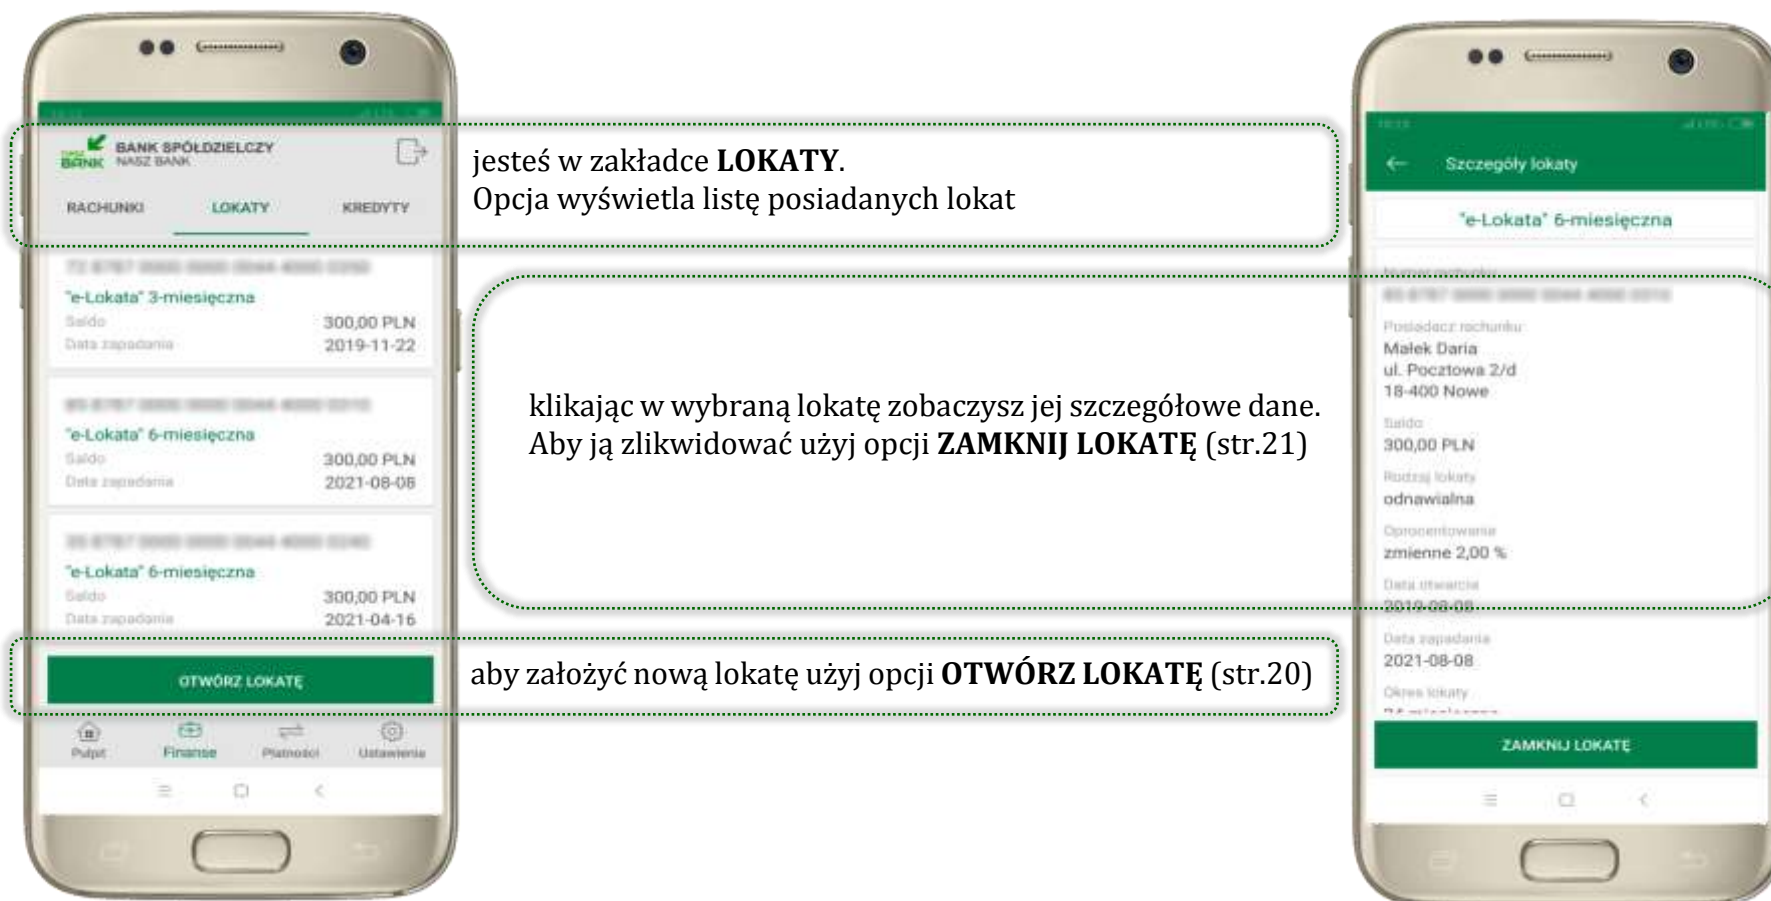 BANK SPÓŁDZIELCZY
NASZ BANK
BANK
RACHUNKI LOKATY KREDYTY
"e-Lokata" 3-miesięczna
Saldo 300,00 PLN
Data zapadania 2019-11-22
"e-Lokata" 6-miesięczna
Saldo 300,00 PLN
Data zapadania 2021-08-08
"e-Lokata" 6-miesięczna
Saldo 300,00 PLN
Data zapadania 2021-04-16
OTWÓRZ LOKATĘ
Pulpit Finanse Płatności Ustawienia
jesteś w zakładce LOKATY.
Opcja wyświetla listę posiadanych lokat
klikając w wybraną lokatę zobaczysz jej szczegółowe dane.
Aby ją zlikwidować użyj opcji ZAMKNIJ LOKATĘ (str.21)
aby założyć nową lokatę użyj opcji OTWÓRZ LOKATĘ (str.20)
Szczegóły lokaty
"e-Lokata" 6-miesięczna
Numer rachunku
Posiadacz rachunku
Małek Daria
ul. Pocztowa 2/d
18-400 Nowe
Saldo
300,00 PLN
Rodzaj lokaty
odnawialna
Oprocentowanie
zmienne 2,00 %
Data otwarcia
2019-08-08
Data zapadania
2021-08-08
Okres lokaty
ZAMKNIJ LOKATĘ